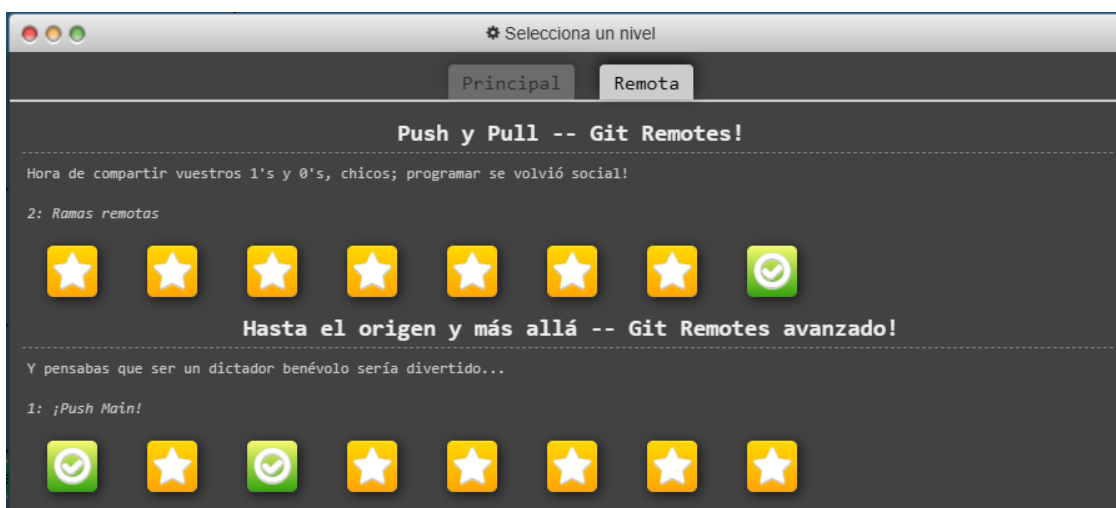 Selecciona un nivel
Principal
Remota
Push y Pull -- Git Remotes!
Hora de compartir vuestros 1's y 0's, chicos; programar se volvió social!
2: Ramas remotas
Hasta el origen y más allá -- Git Remotes avanzado!
Y pensabas que ser un dictador benévolo sería divertido...
1: ¡Push Main!